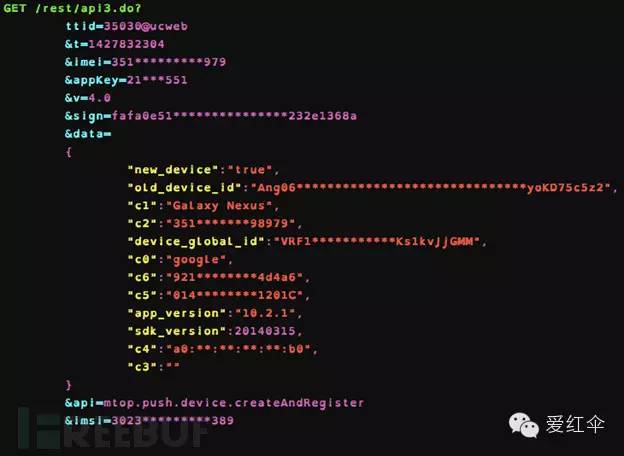 GET /rest/api3.do?
ttid=35030@ucweb
&t=1427832304
&imei=351*********979
&appKey=21***551
&v=4.0
&sign=fafa0e51***************232e1368a
&data=
{
"new_device":"true",
"old_device_id":"Ang06******************************yoKD75c5z2",
"c1":"Galaxy Nexus",
"c2":"351*******98979",
"device_global_id":"VRF1***********Ks1kvJjGMM",
"c0":"google",
"c6":"921********4d4a6",
"c5":"014********1201C",
"app_version":"10.2.1",
"sdk_version":20140315,
"c4":"a0:**:**:**:**:b0",
"c3":""
}
&api=mtop.push.device.createAndRegister
&imsi=3023*********389
FREEBUF
爱红伞